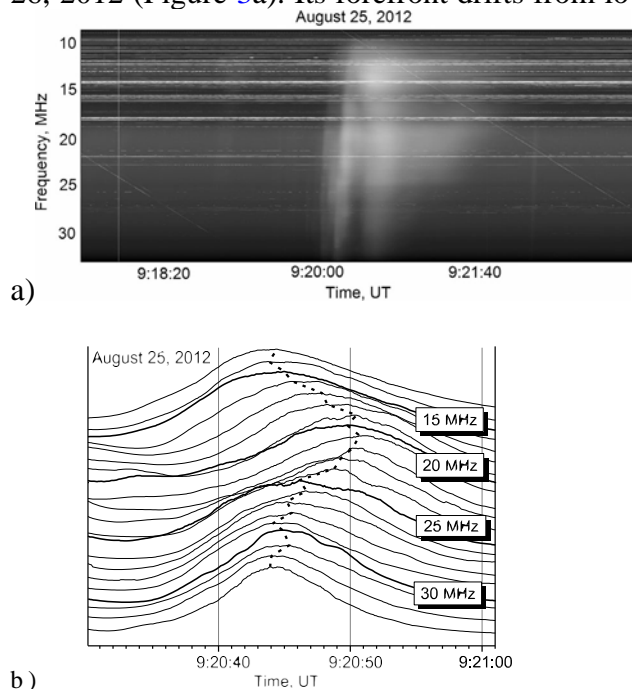 26, 2012 (Figure 3a). Its forefront drifts from lo
August 25, 2012
10
15
20
25
30
Frequency, MHz
9:18:20
9:20:00
9:21:40
Time, UT
a)
August 25, 2012
15 MHz
20 MHz
25 MHz
30 MHz
9:20:40
9:20:50
9:21:00
Time, UT
b )